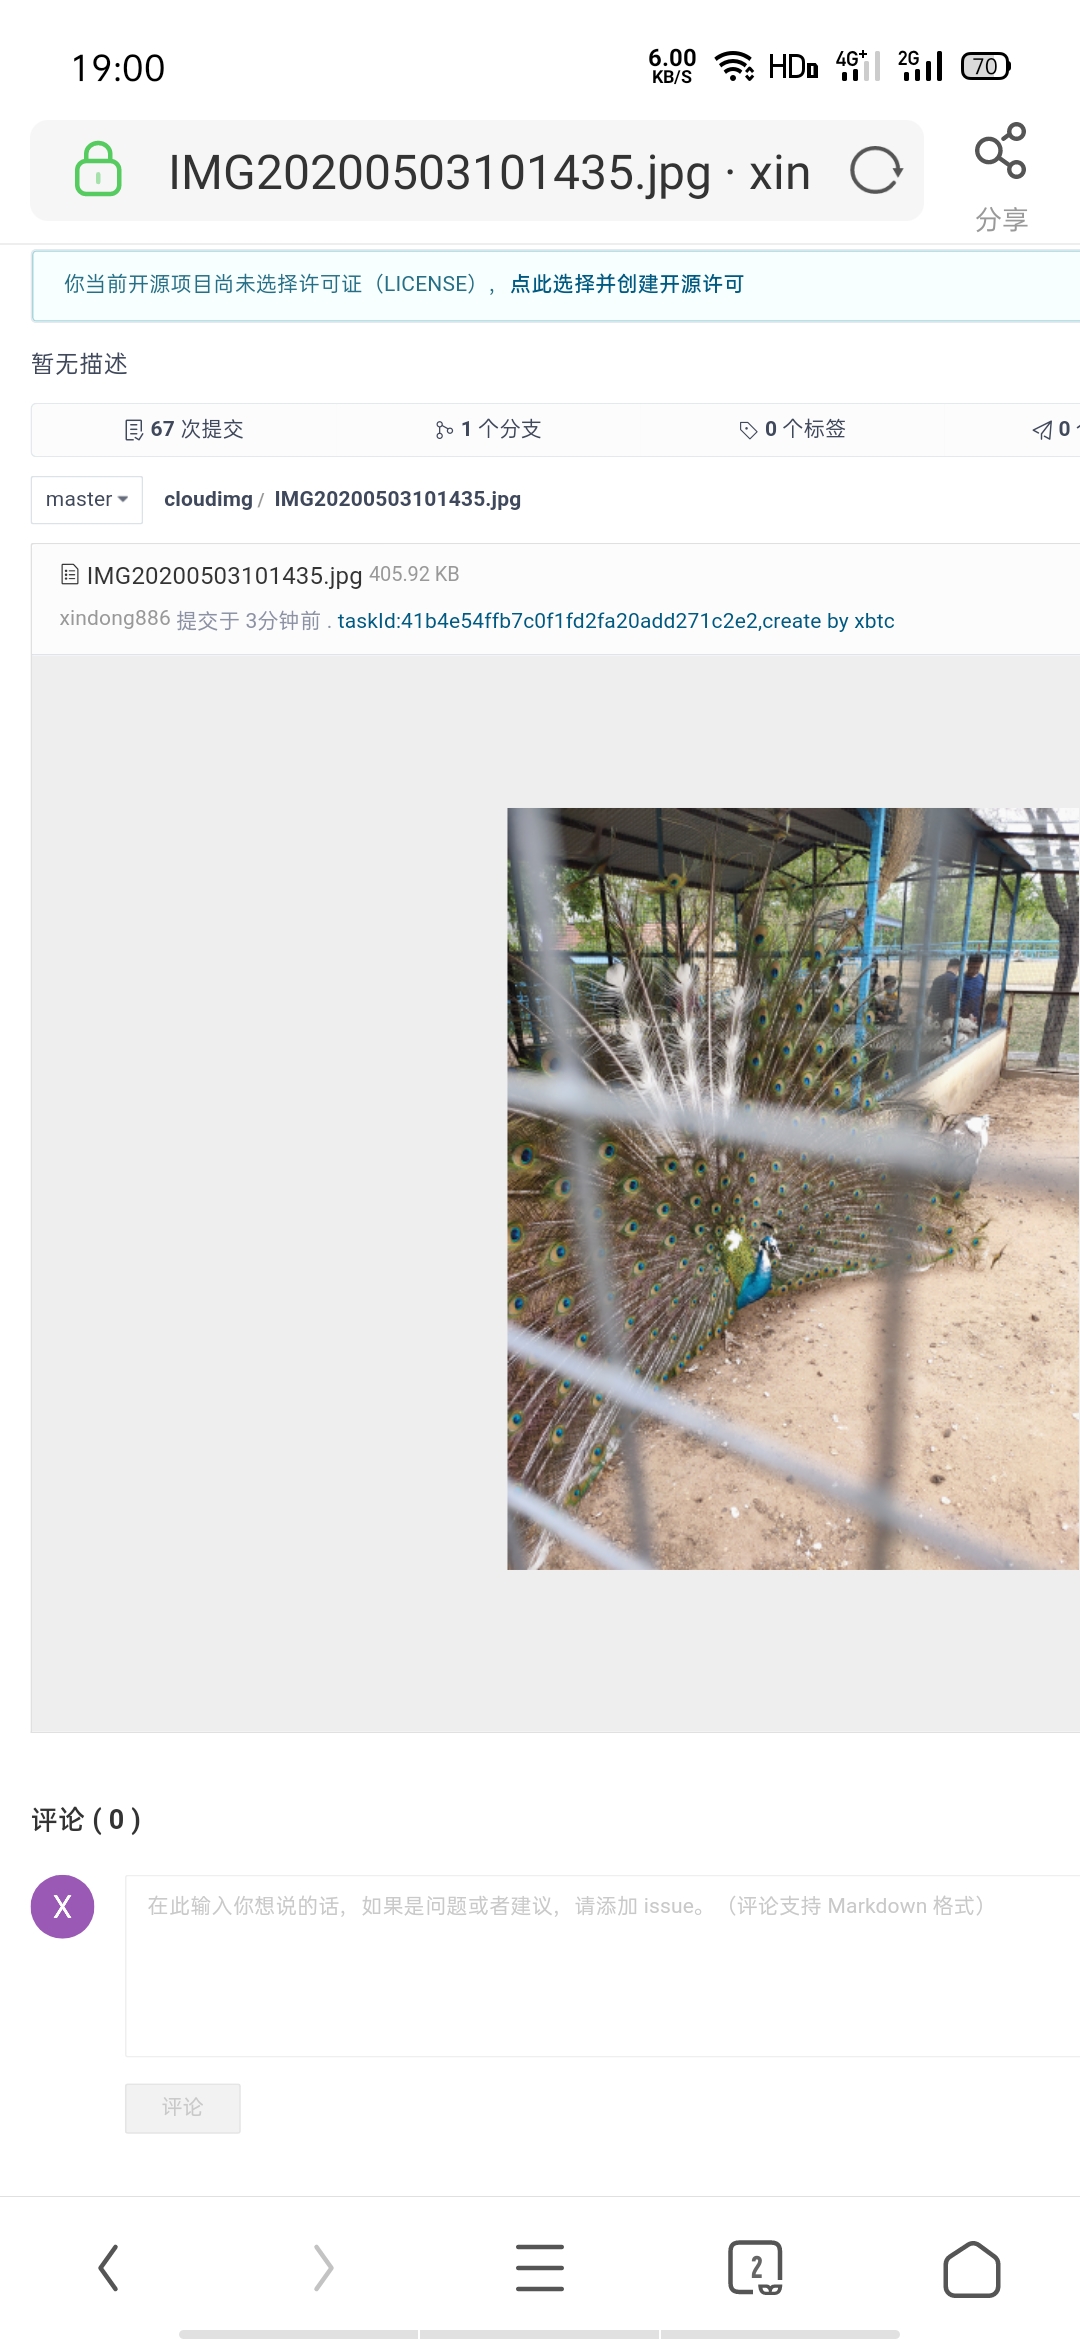 19:00
6.00 KB/S HD 4G+ 2G 70
IMG20200503101435.jpg · xin
分享
你当前开源项目尚未选择许可证（LICENSE），点此选择并创建开源许可
暂无描述
67 次提交 1 个分支 0 个标签 0
master cloudimg / IMG20200503101435.jpg
IMG20200503101435.jpg 405.92 KB
xindong886 提交于 3分钟前 . taskId:41b4e54ffb7c0f1fd2fa20add271c2e2,create by xbtc
评论 ( 0 )
X
在此输入你想说的话，如果是问题或者建议，请添加 issue。（评论支持 Markdown 格式）
评论
2